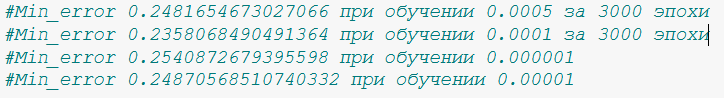 #Min_error 0.2481654673027066 при обучении 0.0005 за 3000 эпохи
#Min_error 0.2358068490491364 при обучении 0.0001 за 3000 эпохи
#Min_error 0.2540872679395598 при обучении 0.000001
#Min_error 0.24870568510740332 при обучении 0.00001